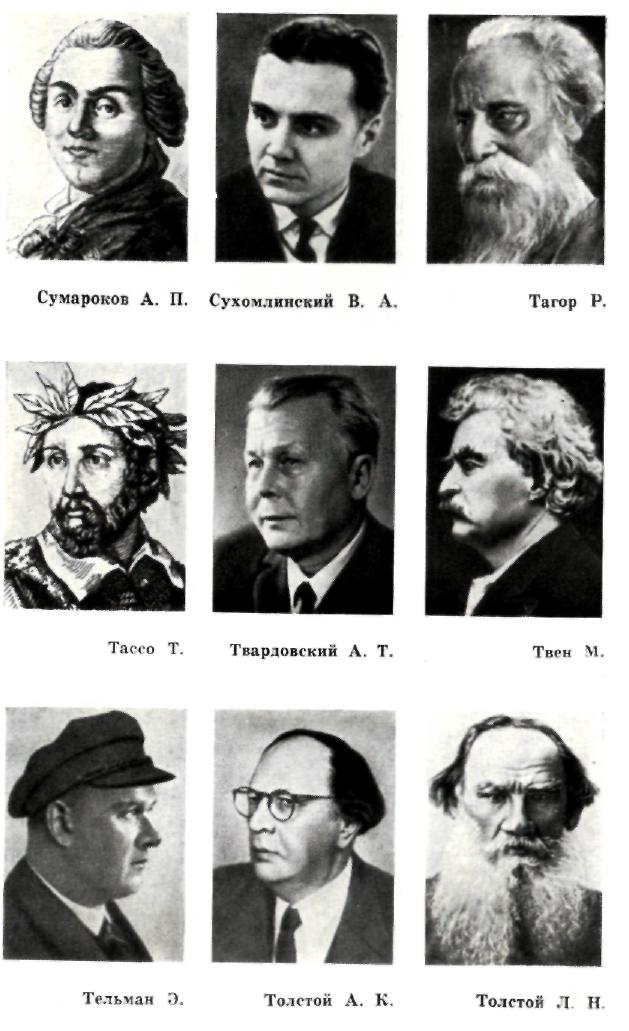 Сумароков А. П. Сухомлинский В. А. Тагор Р.
Тассо Т. Твардовский А. Т. Твен М.
Тельман Э. Толстой А. К. Толстой Л. Н.